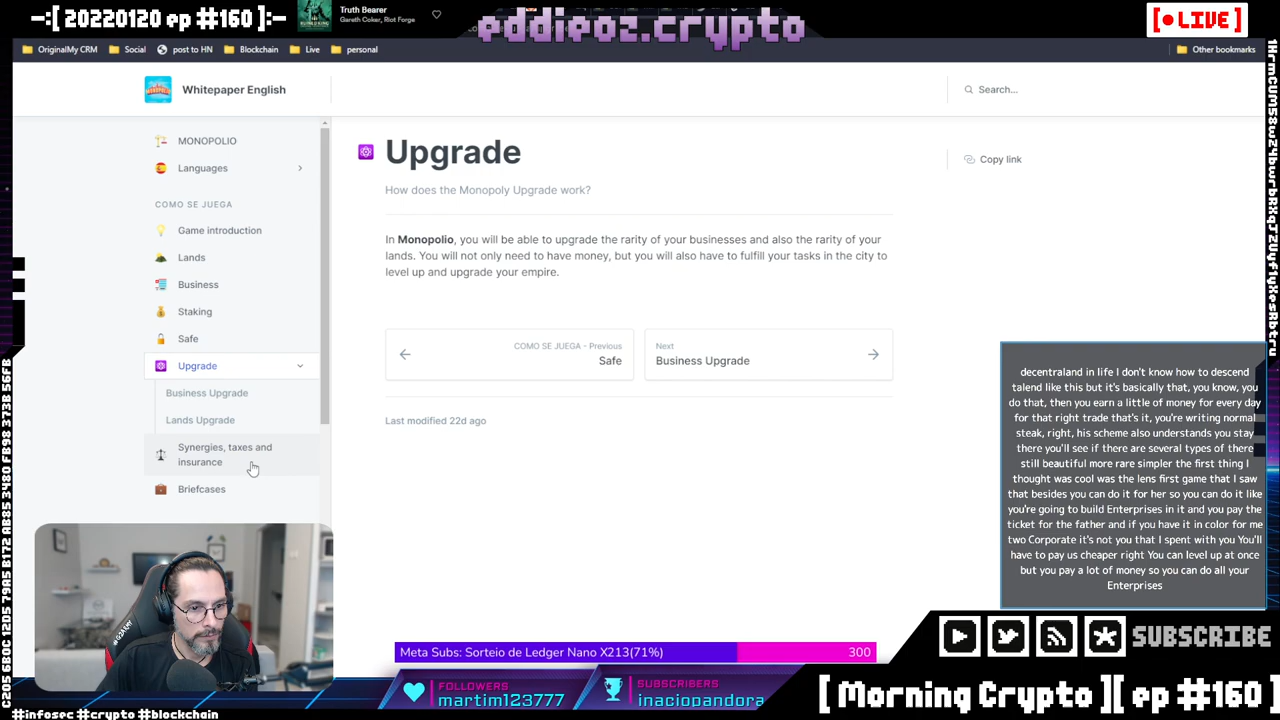 -:[ 20220120 ep #160 ]:-
Truth Bearer
Gareth Coker, Riot Forge
eddieoz.crypto
[ ● LIVE ]
OriginalMy CRM
Social
post to HN
Blockchain
Live
personal
Other bookmarks
Whitepaper English
Search...
MONOPOLIO
Languages
COMO SE JUEGA
Game introduction
Lands
Business
Staking
Safe
Upgrade
Business Upgrade
Lands Upgrade
Synergies, taxes and
insurance
Briefcases
Upgrade
How does the Monopoly Upgrade work?
Copy link
In Monopolio, you will be able to upgrade the rarity of your businesses and also the rarity of your
lands. You will not only need to have money, but you will also have to fulfill your tasks in the city to
level up and upgrade your empire.
COMO SE JUEGA - Previous
Safe
Next
Business Upgrade
Last modified 22d ago
decentraland in life I don't know how to descend
talend like this but it's basically that, you know, you
do that, then you earn a little of money for every day
for that right trade that's it, you're writing normal
steak, right, his scheme also understands you stay
there you'll see if there are several types of there
still beautiful more rare simpler the first thing I
thought was cool was the lens first game that I saw
that besides you can do it for her so you can do it like
you're going to build Enterprises in it and you pay the
ticket for the father and if you have it in color for me
two Corporate it's not you that I spent with you You'll
have to pay us cheaper right You can level up at once
but you pay a lot of money so you can do all your
Enterprises
Meta Subs: Sorteio de Ledger Nano X213(71%)
300
FOLLOWERS
martim123777
SUBSCRIBERS
inaciopandora
SUBSCRIBE
[ Morning Crypto ][ ep #160 ]
#infosec #crypto #blockchain